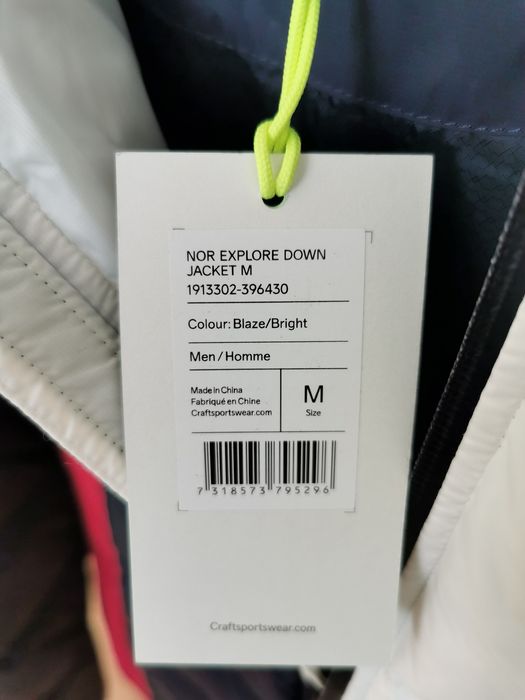 NOR EXPLORE DOWN
JACKET M
1913302-396430
Colour: Blaze/Bright
Men / Homme
Made in China
Fabriqué en Chine
Craftsportswear.com
M
Size
7 318573 795296
Craftsportswear.com